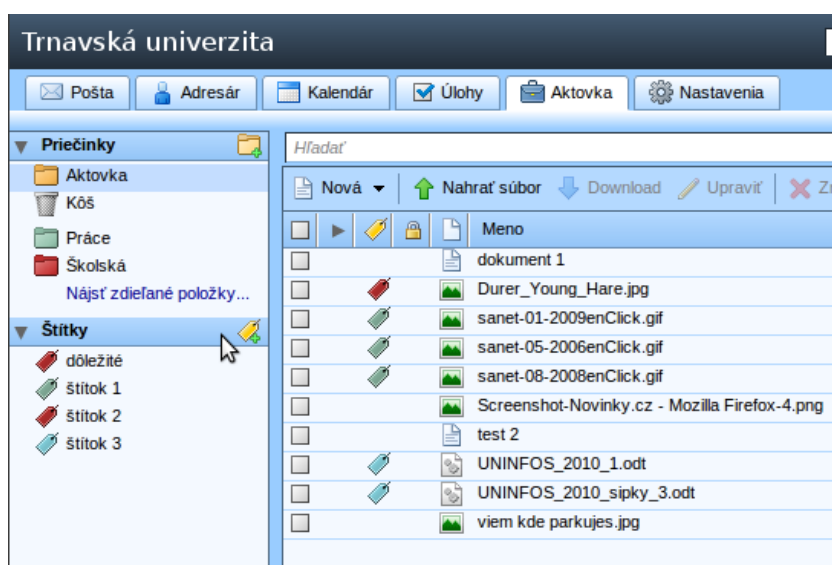 Trnavská univerzita
Pošta Adresár Kalendár Úlohy Aktovka Nastavenia
Priečinky
Aktovka
Kôš
Práce
Školská
Nájsť zdieľané položky...
Štítky
dôležité
štítok 1
štítok 2
štítok 3
Hľadať
Nová Nahrať súbor Download Upraviť
Meno
dokument 1
Durer_Young_Hare.jpg
sanet-01-2009enClick.gif
sanet-05-2006enClick.gif
sanet-08-2008enClick.gif
Screenshot-Novinky.cz - Mozilla Firefox-4.png
test 2
UNINFOS_2010_1.odt
UNINFOS_2010_sipky_3.odt
viem kde parkujes.jpg